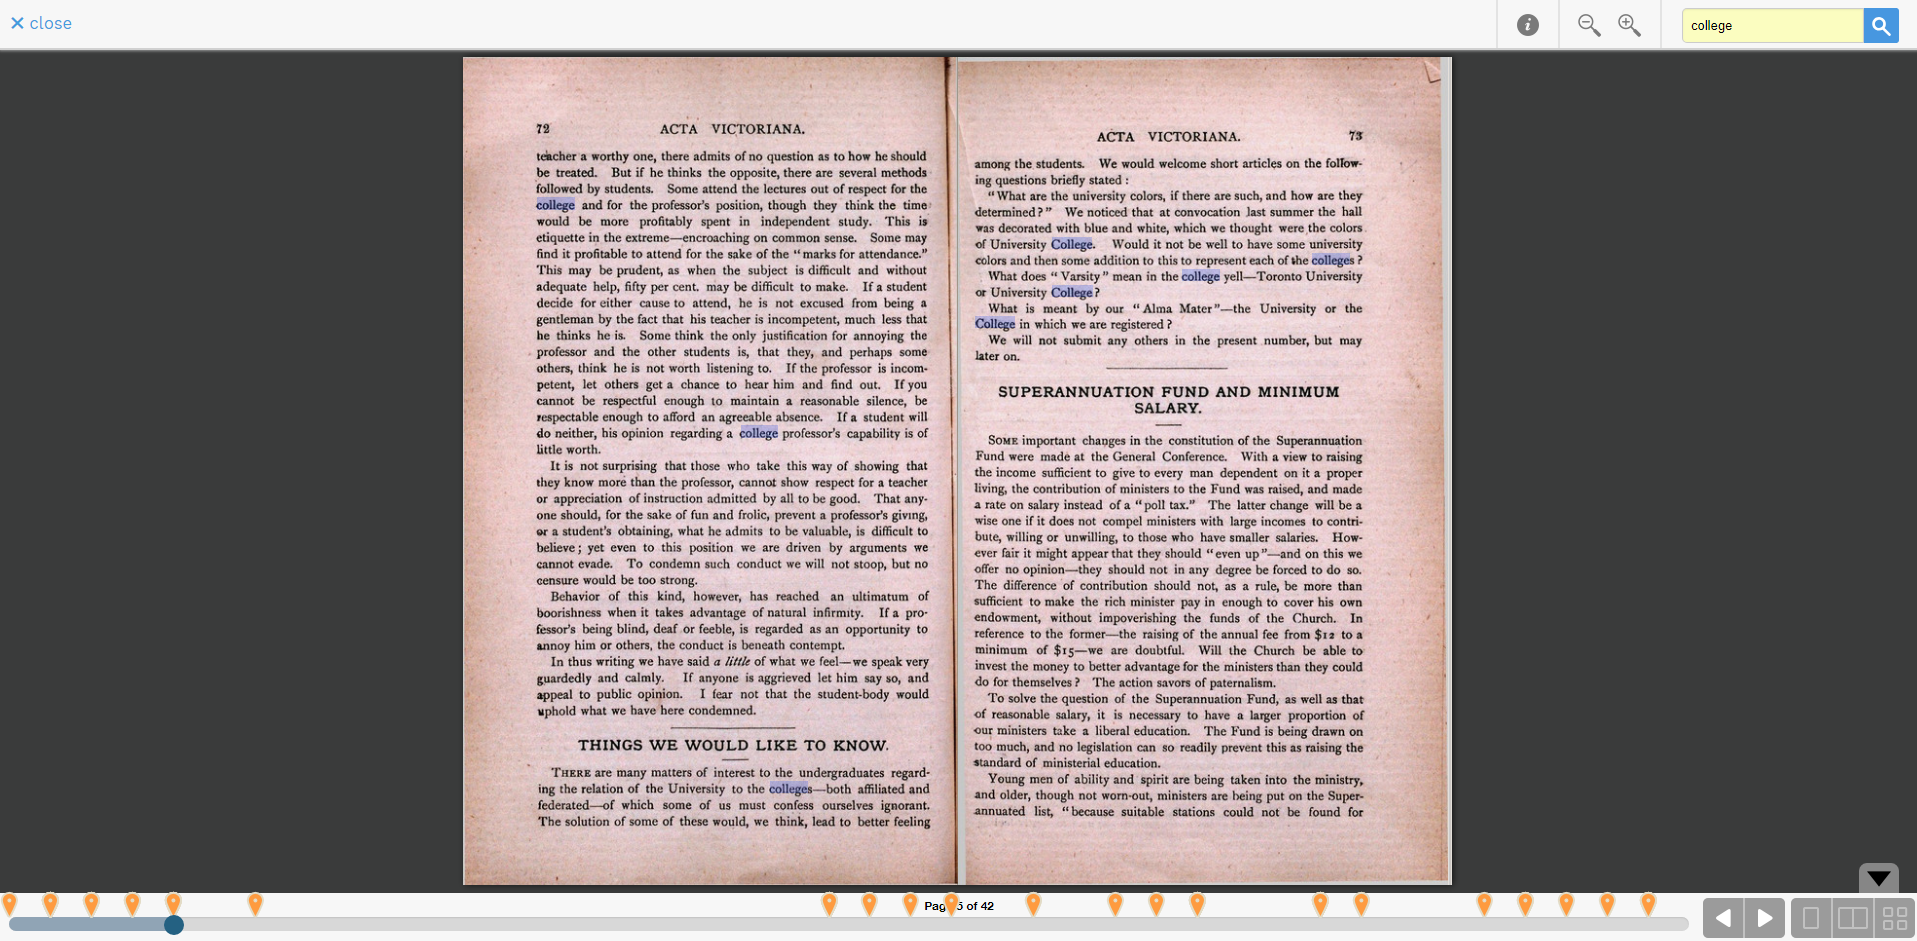 close
college
72 ACTA VICTORIANA.
teacher a worthy one, there admits of no question as to how he should
be treated. But if he thinks the opposite, there are several methods
followed by students. Some attend the lectures out of respect for the
college and for the professor's position, though they think the time
would be more profitably spent in independent study. This is
etiquette in the extreme—encroaching on common sense. Some may
find it profitable to attend for the sake of the "marks for attendance."
This may be prudent, as when the subject is difficult and without
adequate help, fifty per cent. may be difficult to make. If a student
decide for either cause to attend, he is not excused from being a
gentleman by the fact that his teacher is incompetent, much less that
he thinks he is. Some think the only justification for annoying the
professor and the other students is, that they, and perhaps some
others, think he is not worth listening to. If the professor is incom-
petent, let others get a chance to hear him and find out. If you
cannot be respectful enough to maintain a reasonable silence, be
respectable enough to afford an agreeable absence. If a student will
do neither, his opinion regarding a college professor's capability is of
little worth.
It is not surprising that those who take this way of showing that
they know more than the professor, cannot show respect for a teacher
or appreciation of instruction admitted by all to be good. That any-
one should, for the sake of fun and frolic, prevent a professor's giving,
or a student's obtaining, what he admits to be valuable, is difficult to
believe; yet even to this position we are driven by arguments we
cannot evade. To condemn such conduct we will not stoop, but no
censure would be too strong.
Behavior of this kind, however, has reached an ultimatum of
boorishness when it takes advantage of natural infirmity. If a pro-
fessor's being blind, deaf or feeble, is regarded as an opportunity to
annoy him or others, the conduct is beneath contempt.
In thus writing we have said a little of what we feel—we speak very
guardedly and calmly. If anyone is aggrieved let him say so, and
appeal to public opinion. I fear not that the student-body would
uphold what we have here condemned.
THINGS WE WOULD LIKE TO KNOW.
THERE are many matters of interest to the undergraduates regard-
ing the relation of the University to the colleges—both affiliated and
federated—of which some of us must confess ourselves ignorant.
The solution of some of these would, we think, lead to better feeling
ACTA VICTORIANA. 73
among the students. We would welcome short articles on the follow-
ing questions briefly stated :
"What are the university colors, if there are such, and how are they
determined?" We noticed that at convocation last summer the hall
was decorated with blue and white, which we thought were the colors
of University College. Would it not be well to have some university
colors and then some addition to this to represent each of the colleges ?
What does "Varsity" mean in the college yell—Toronto University
or University College ?
What is meant by our "Alma Mater"—the University or the
College in which we are registered ?
We will not submit any others in the present number, but may
later on.
SUPERANNUATION FUND AND MINIMUM
SALARY.
SOME important changes in the constitution of the Superannuation
Fund were made at the General Conference. With a view to raising
the income sufficient to give to every man dependent on it a proper
living, the contribution of ministers to the Fund was raised, and made
a rate on salary instead of a "poll tax." The latter change will be a
wise one if it does not compel ministers with large incomes to contri-
bute, willing or unwilling, to those who have smaller salaries. How-
ever fair it might appear that they should "even up"—and on this we
offer no opinion—they should not in any degree be forced to do so.
The difference of contribution should not, as a rule, be more than
sufficient to make the rich minister pay in enough to cover his own
endowment, without impoverishing the funds of the Church. In
reference to the former—the raising of the annual fee from $12 to a
minimum of $15—we are doubtful. Will the Church be able to
invest the money to better advantage for the ministers than they could
do for themselves ? The action savors of paternalism.
To solve the question of the Superannuation Fund, as well as that
of reasonable salary, it is necessary to have a larger proportion of
our ministers take a liberal education. The Fund is being drawn on
too much, and no legislation can so readily prevent this as raising the
standard of ministerial education.
Young men of ability and spirit are being taken into the ministry,
and older, though not worn-out, ministers are being put on the Super-
annuated list, "because suitable stations could not be found for
Pag 5 of 42